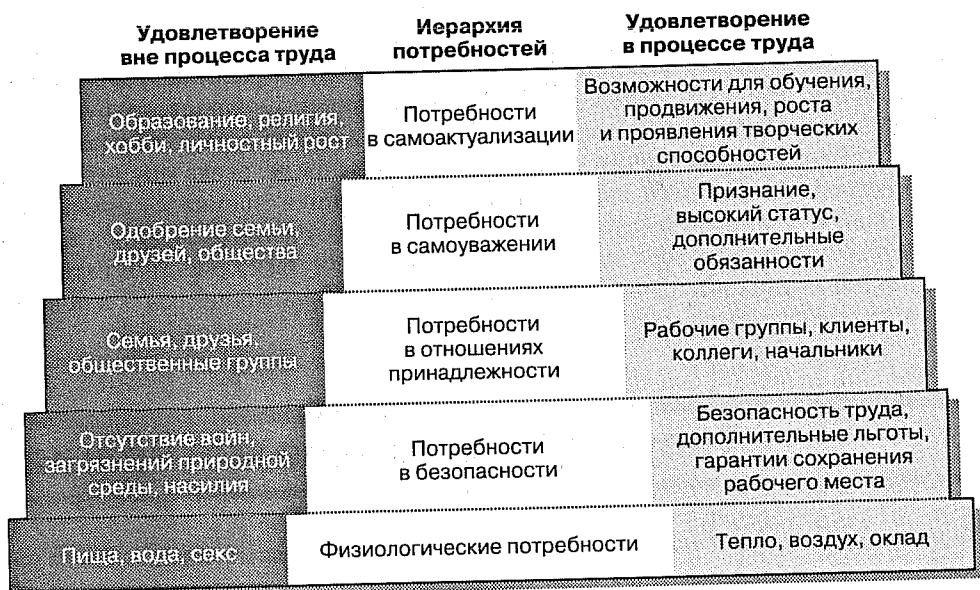 Удовлетворение
вне процесса труда
Иерархия
потребностей
Удовлетворение
в процессе труда
Образование, религия,
хобби, личностный рост
Потребности
в самоактуализации
Возможности для обучения,
продвижения, роста
и проявления творческих
способностей
Одобрение семьи,
друзей, общества
Потребности
в самоуважении
Признание,
высокий статус,
дополнительные
обязанности
Семья, друзья,
общественные группы
Потребности
в отношениях
принадлежности
Рабочие группы, клиенты,
коллеги, начальники
Отсутствие войн,
загрязнений природной
среды, насилия
Потребности
в безопасности
Безопасность труда,
дополнительные льготы,
гарантии сохранения
рабочего места
Пища, вода, секс
Физиологические потребности
Тепло, воздух, оклад